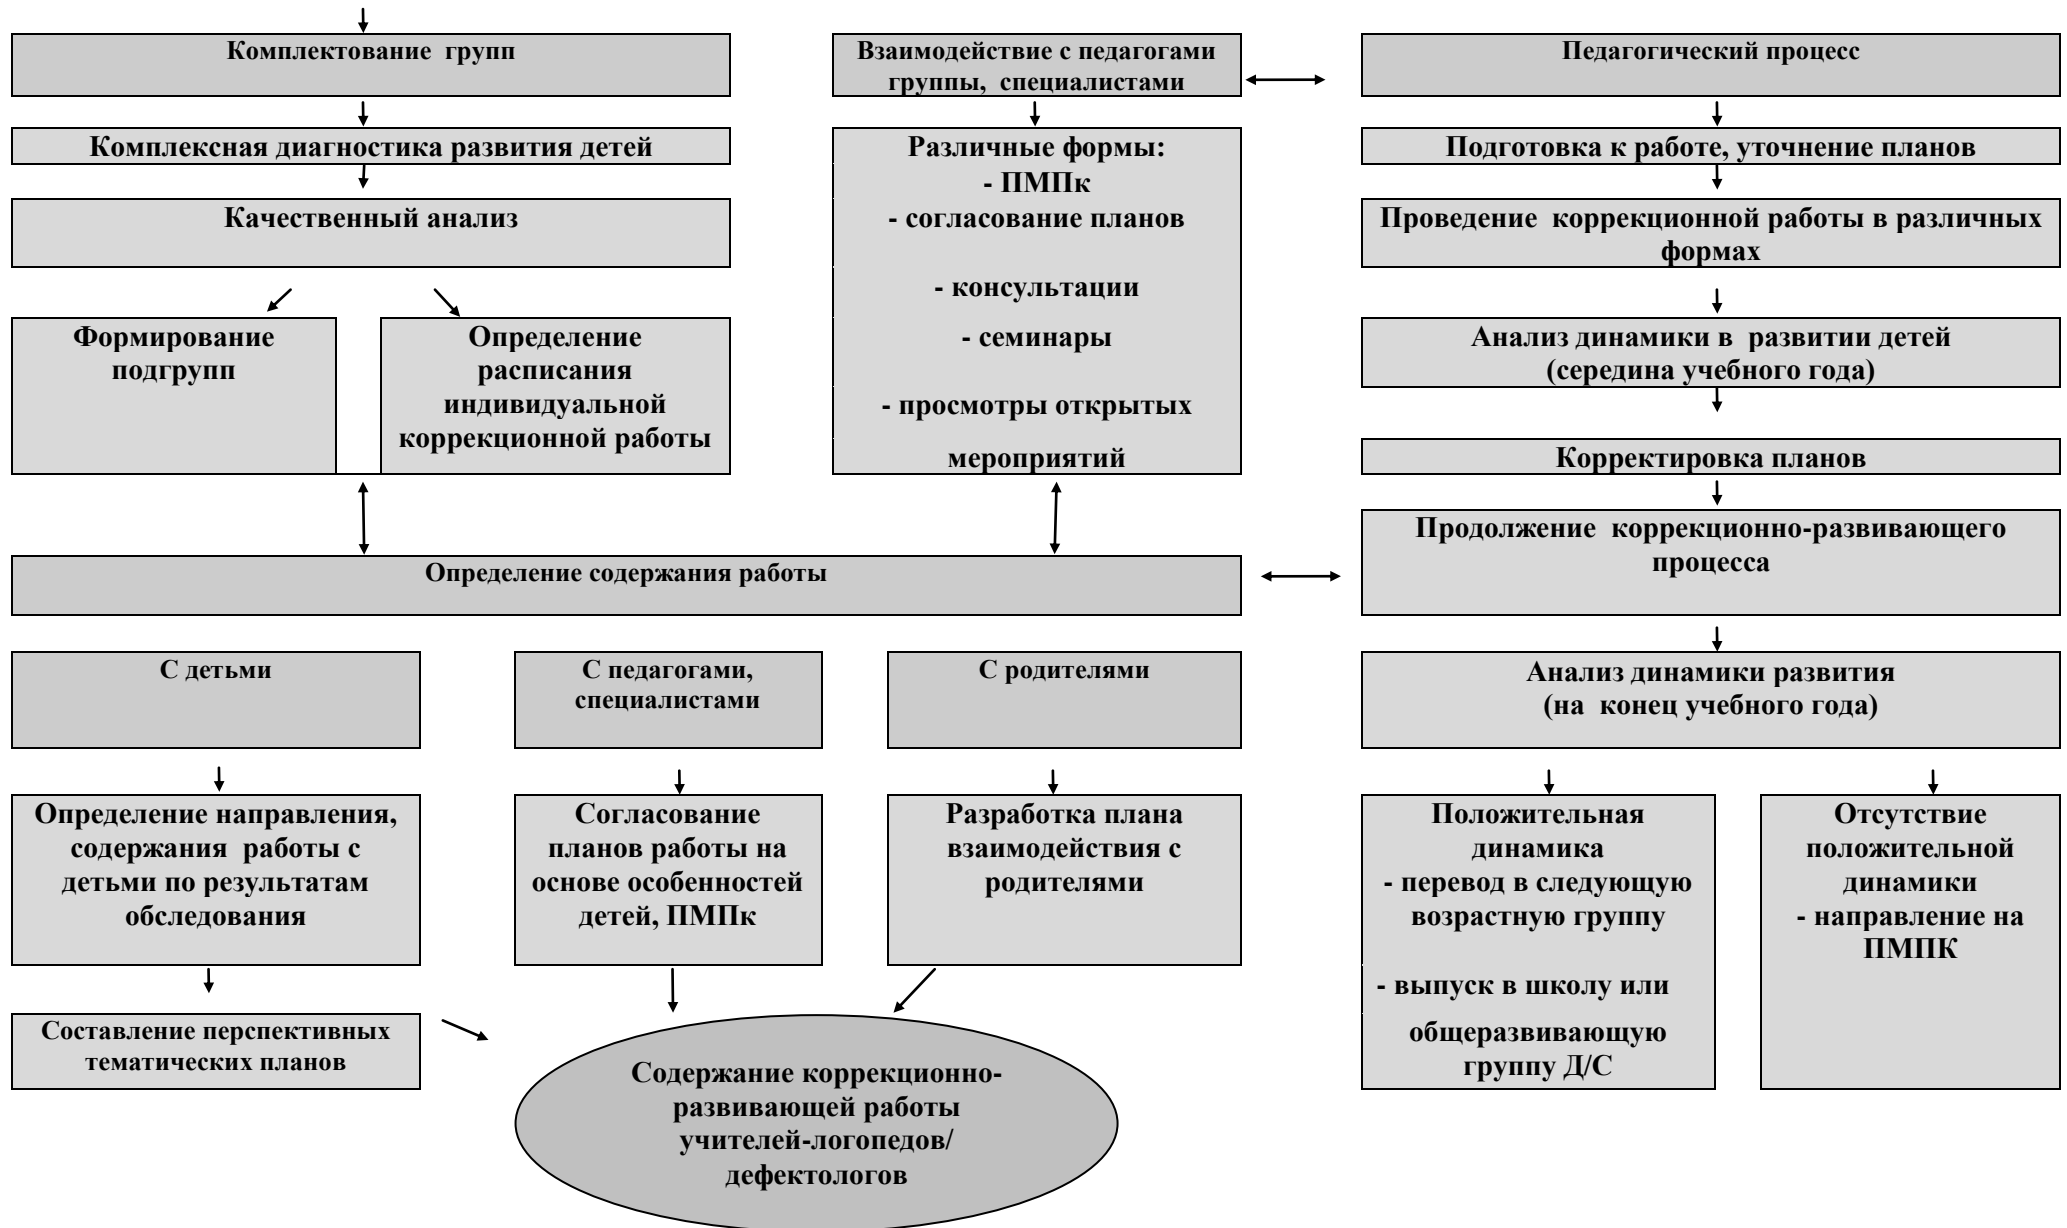 Комплектование групп
Комплексная диагностика развития детей
Качественный анализ
Формирование
подгрупп
Определение
расписания
индивидуальной
коррекционной работы
Взаимодействие с педагогами
группы, специалистами
Различные формы:
- ПМПк
- согласование планов
- консультации
- семинары
- просмотры открытых
мероприятий
Педагогический процесс
Подготовка к работе, уточнение планов
Проведение коррекционной работы в различных
формах
Анализ динамики в развитии детей
(середина учебного года)
Корректировка планов
Продолжение коррекционно-развивающего
процесса
Определение содержания работы
С детьми
С педагогами,
специалистами
С родителями
Анализ динамики развития
(на конец учебного года)
Определение направления,
содержания работы с
детьми по результатам
обследования
Согласование
планов работы на
основе особенностей
детей, ПМПк
Разработка плана
взаимодействия с
родителями
Положительная
динамика
- перевод в следующую
возрастную группу
- выпуск в школу или
общеразвивающую
группу Д/С
Отсутствие
положительной
динамики
- направление на
ПМПК
Составление перспективных
тематических планов
Содержание коррекционно-
развивающей работы
учителей-логопедов/
дефектологов